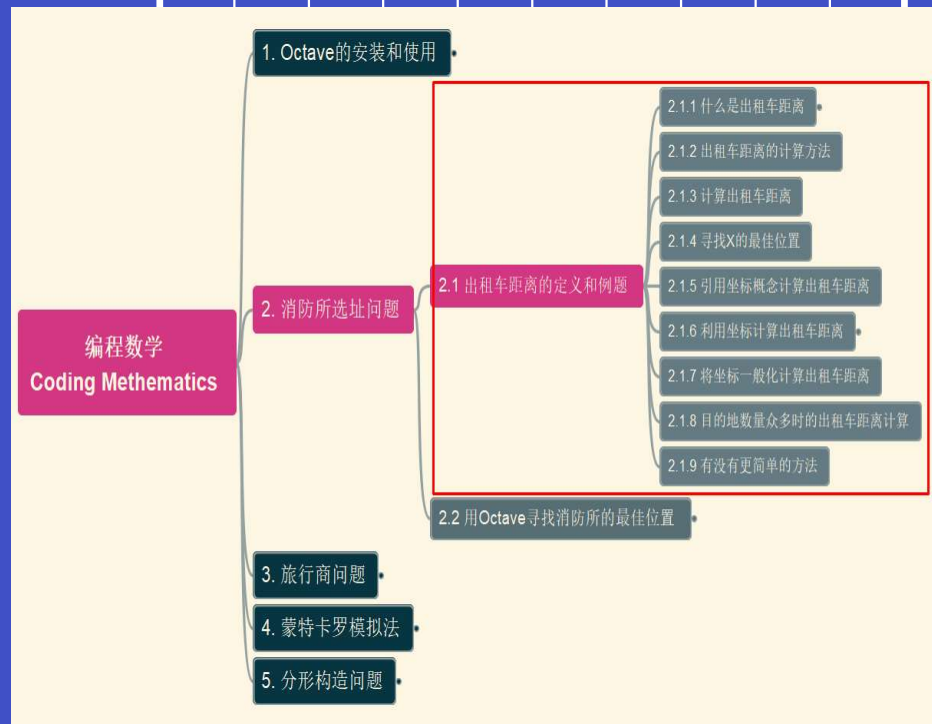 编程数学
Coding Methematics
1. Octave的安装和使用
2. 消防所选址问题
2.1 出租车距离的定义和例题
2.1.1 什么是出租车距离
2.1.2 出租车距离的计算方法
2.1.3 计算出租车距离
2.1.4 寻找X的最佳位置
2.1.5 引用坐标概念计算出租车距离
2.1.6 利用坐标计算出租车距离
2.1.7 将坐标一般化计算出租车距离
2.1.8 目的地数量众多时的出租车距离计算
2.1.9 有没有更简单的方法
2.2 用Octave寻找消防所的最佳位置
3. 旅行商问题
4. 蒙特卡罗模拟法
5. 分形构造问题